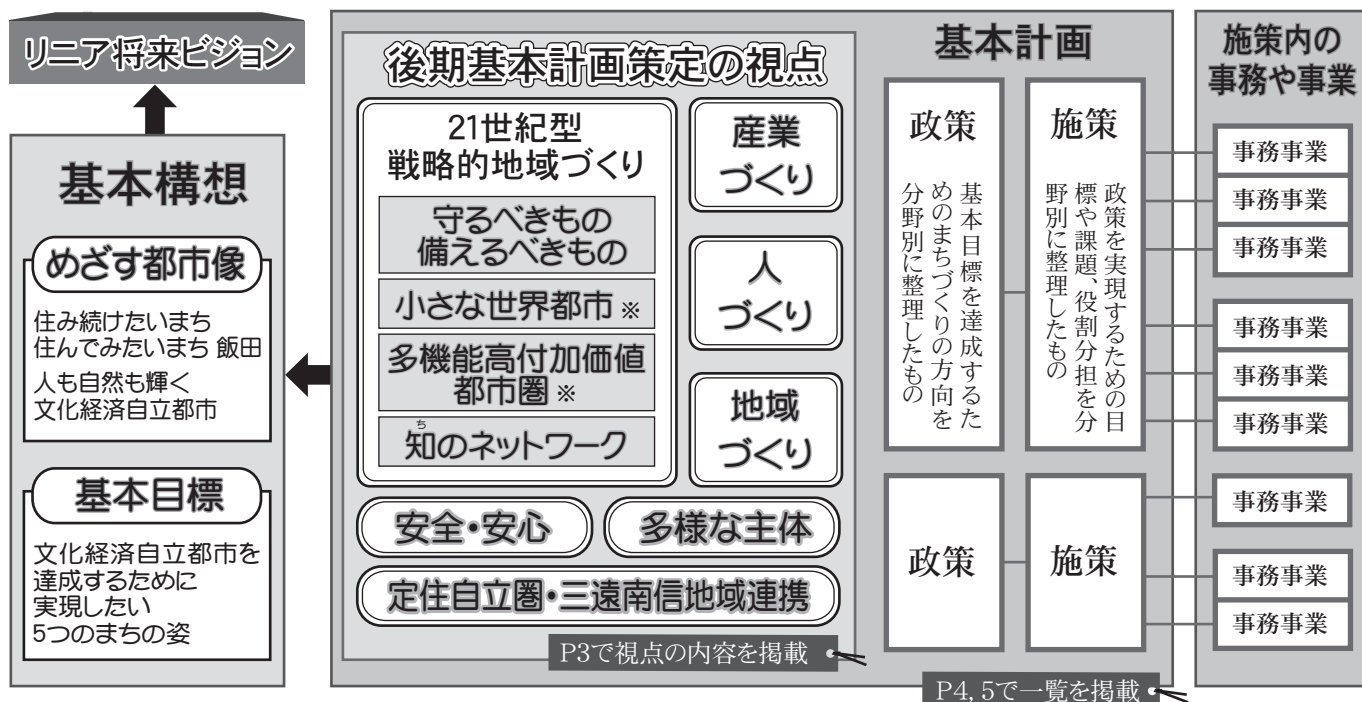 リニア将来ビジョン
基本構想
めざす都市像
住み続けたいまち
住んでみたいまち 飯田
人も自然も輝く
文化経済自立都市
基本目標
文化経済自立都市を
達成するために
実現したい
5つのまちの姿
後期基本計画策定の視点
21世紀型
戦略的地域づくり
守るべきもの
備えるべきもの
小さな世界都市 ※
多機能高付加価値
都市圏 ※
ち
知のネットワーク
産業
づくり
人
づくり
地域
づくり
安全・安心
多様な主体
定住自立圏・三遠南信地域連携
P3で視点の内容を掲載
基本計画
政策
基本目標を達成するた
めのまちづくりの方向を
分野別に整理したもの
施策
政策を実現するための目
標や課題、役割分担を分
野別に整理したもの
政策
施策
P4, 5で一覧を掲載
施策内の
事務や事業
事務事業
事務事業
事務事業
事務事業
事務事業
事務事業
事務事業
事務事業
事務事業